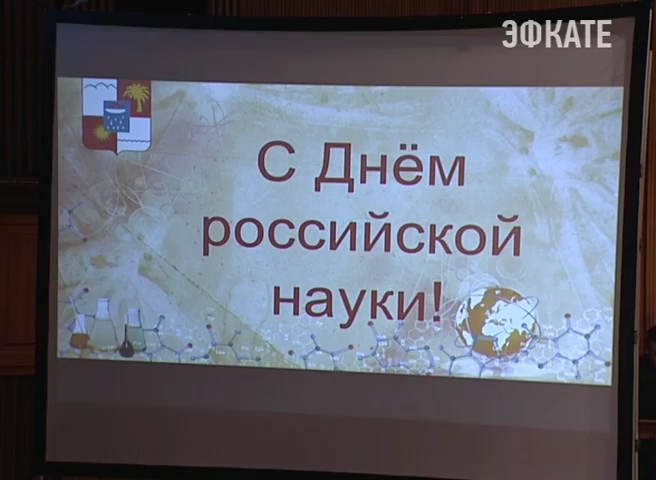 ЭФКАТЕ
С Днём
российской
науки!